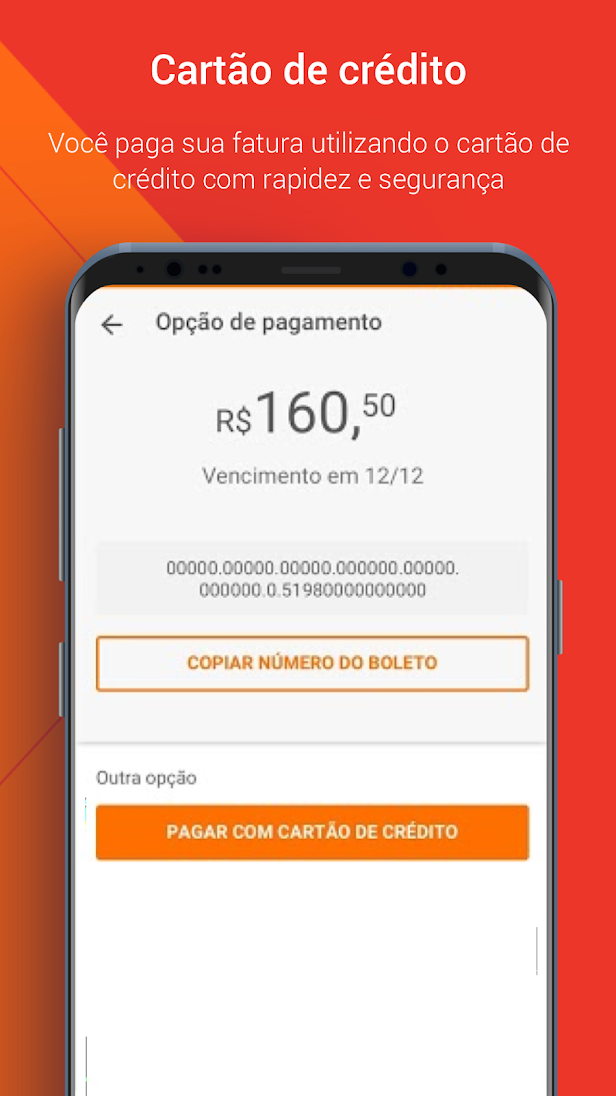 Cartão de crédito
Você paga sua fatura utilizando o cartão de
crédito com rapidez e segurança
Opção de pagamento
R$160,50
Vencimento em 12/12
00000.00000.00000.000000.00000.
000000.0.51980000000000
COPIAR NÚMERO DO BOLETO
Outra opção
PAGAR COM CARTÃO DE CRÉDITO